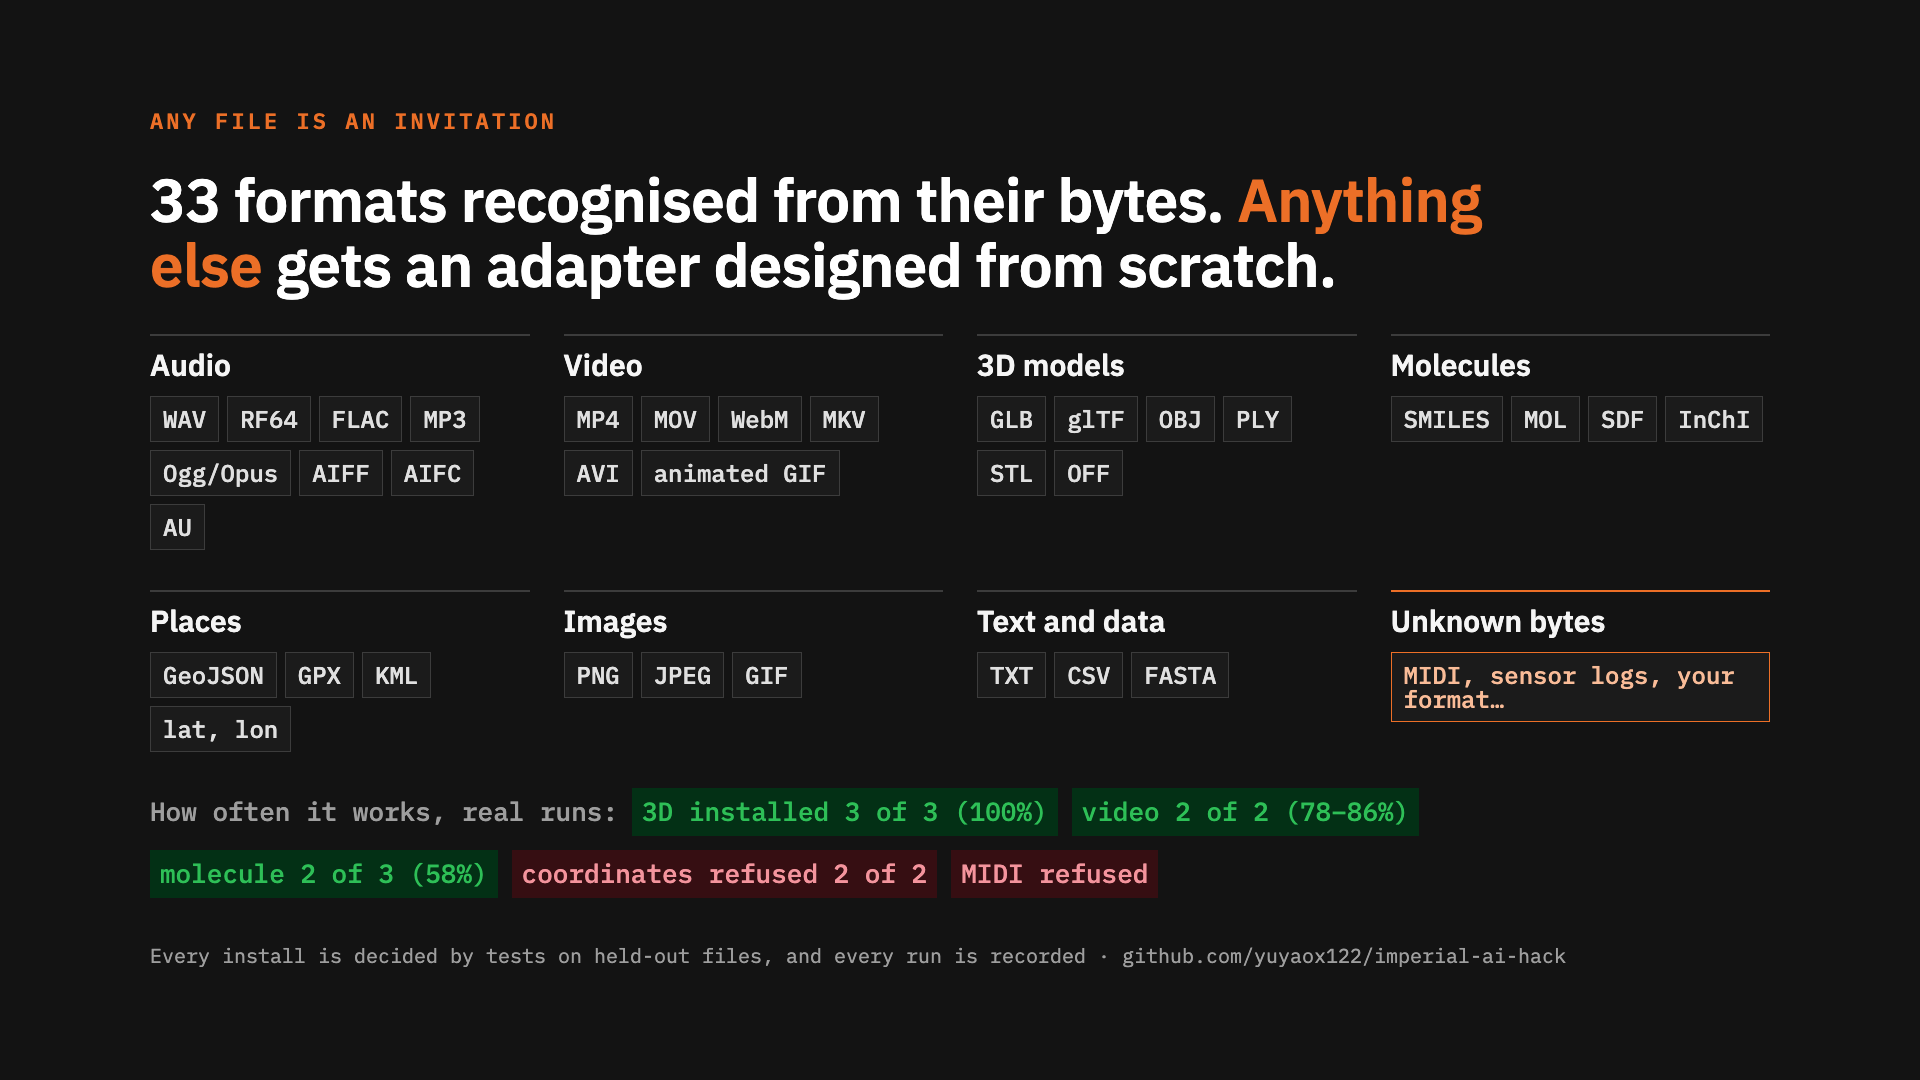 ANY FILE IS AN INVITATION
33 formats recognised from their bytes. Anything
else gets an adapter designed from scratch.
Audio
WAV RF64 FLAC MP3
Ogg/Opus AIFF AIFC
AU
Video
MP4 MOV WebM MKV
AVI animated GIF
3D models
GLB glTF OBJ PLY
STL OFF
Molecules
SMILES MOL SDF InChI
Places
GeoJSON GPX KML
lat, lon
Images
PNG JPEG GIF
Text and data
TXT CSV FASTA
Unknown bytes
MIDI, sensor logs, your
format…
How often it works, real runs: 3D installed 3 of 3 (100%) video 2 of 2 (78–86%)
molecule 2 of 3 (58%) coordinates refused 2 of 2 MIDI refused
Every install is decided by tests on held-out files, and every run is recorded · github.com/yuyaox122/imperial-ai-hack